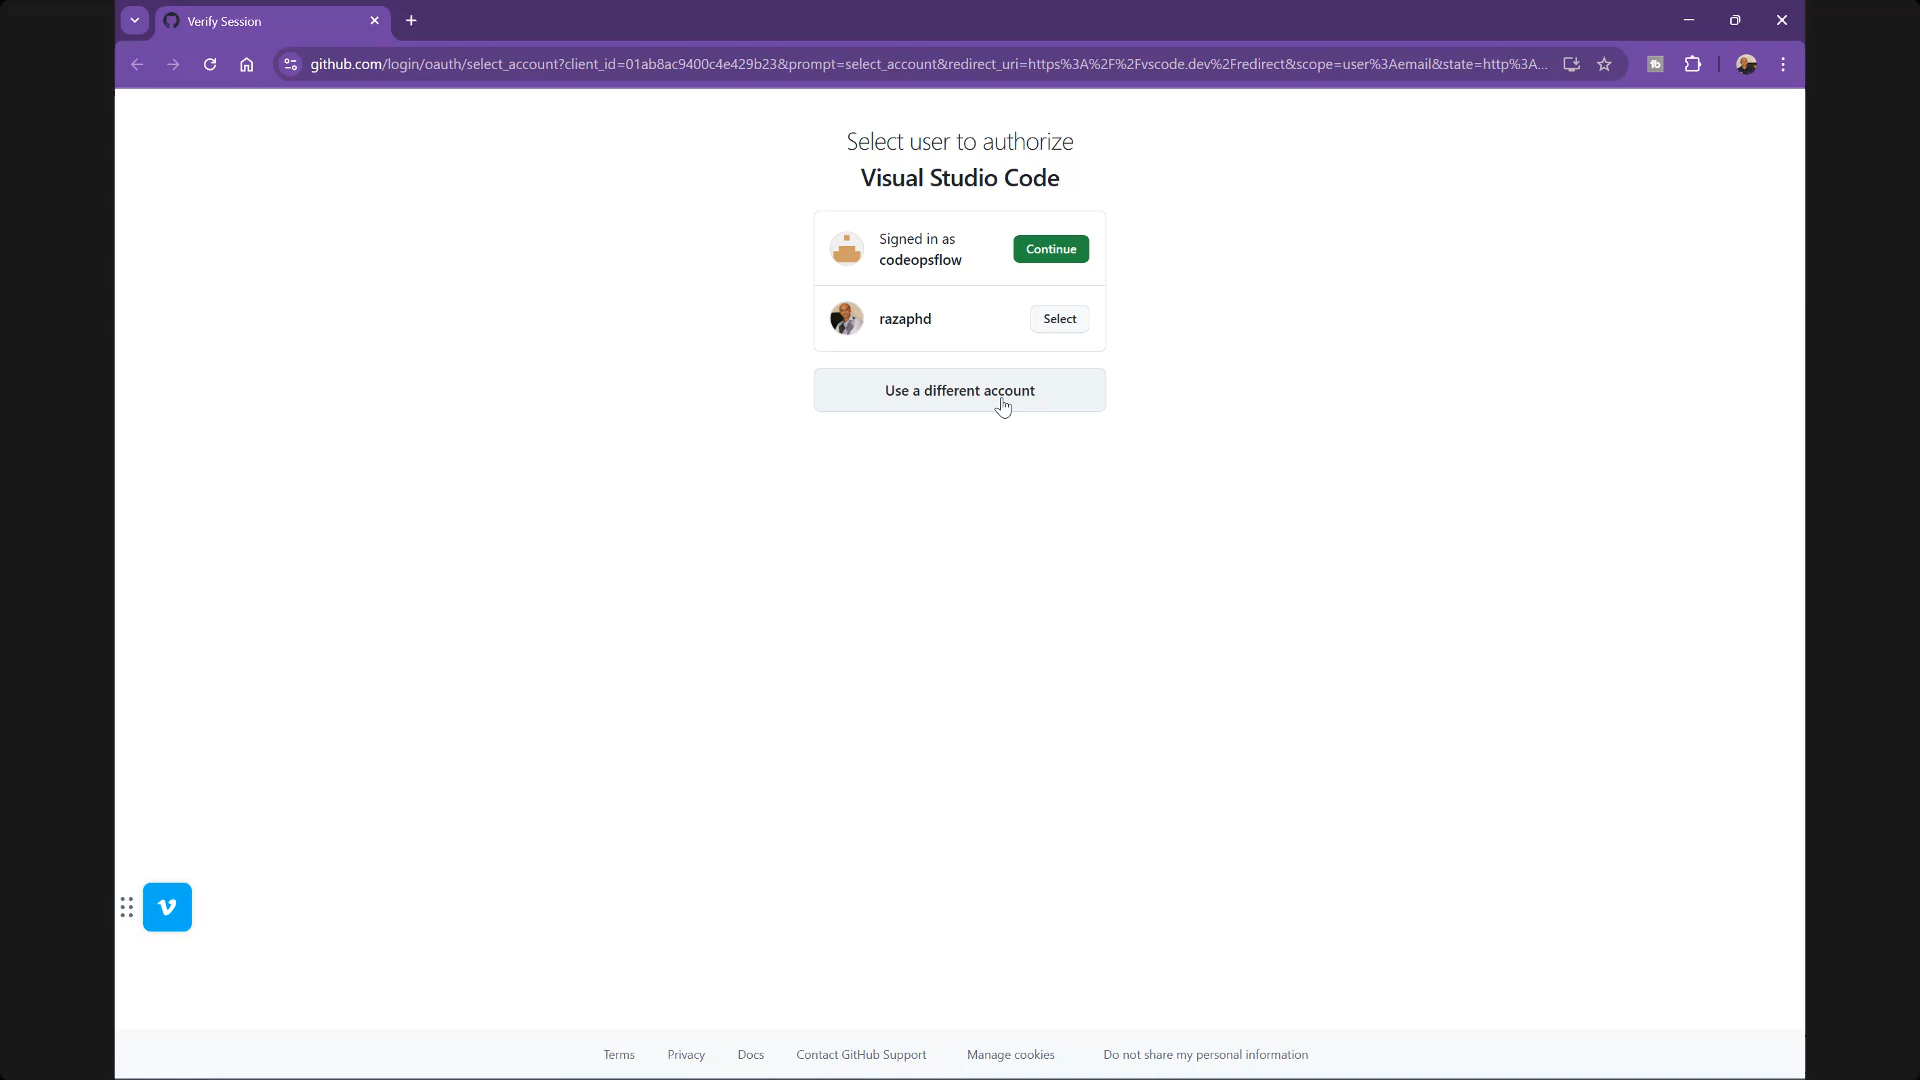 Verify Session
github.com/login/oauth/select_account?client_id=01ab8ac9400c4e429b23&prompt=select_account&redirect_uri=https%3A%2F%2Fvscode.dev%2Fredirect&scope=user%3Aemail&state=http%3A...
Select user to authorize
Visual Studio Code
Signed in as
codeopsflow
Continue
razaphd
Select
Use a different account
Terms
Privacy
Docs
Contact GitHub Support
Manage cookies
Do not share my personal information